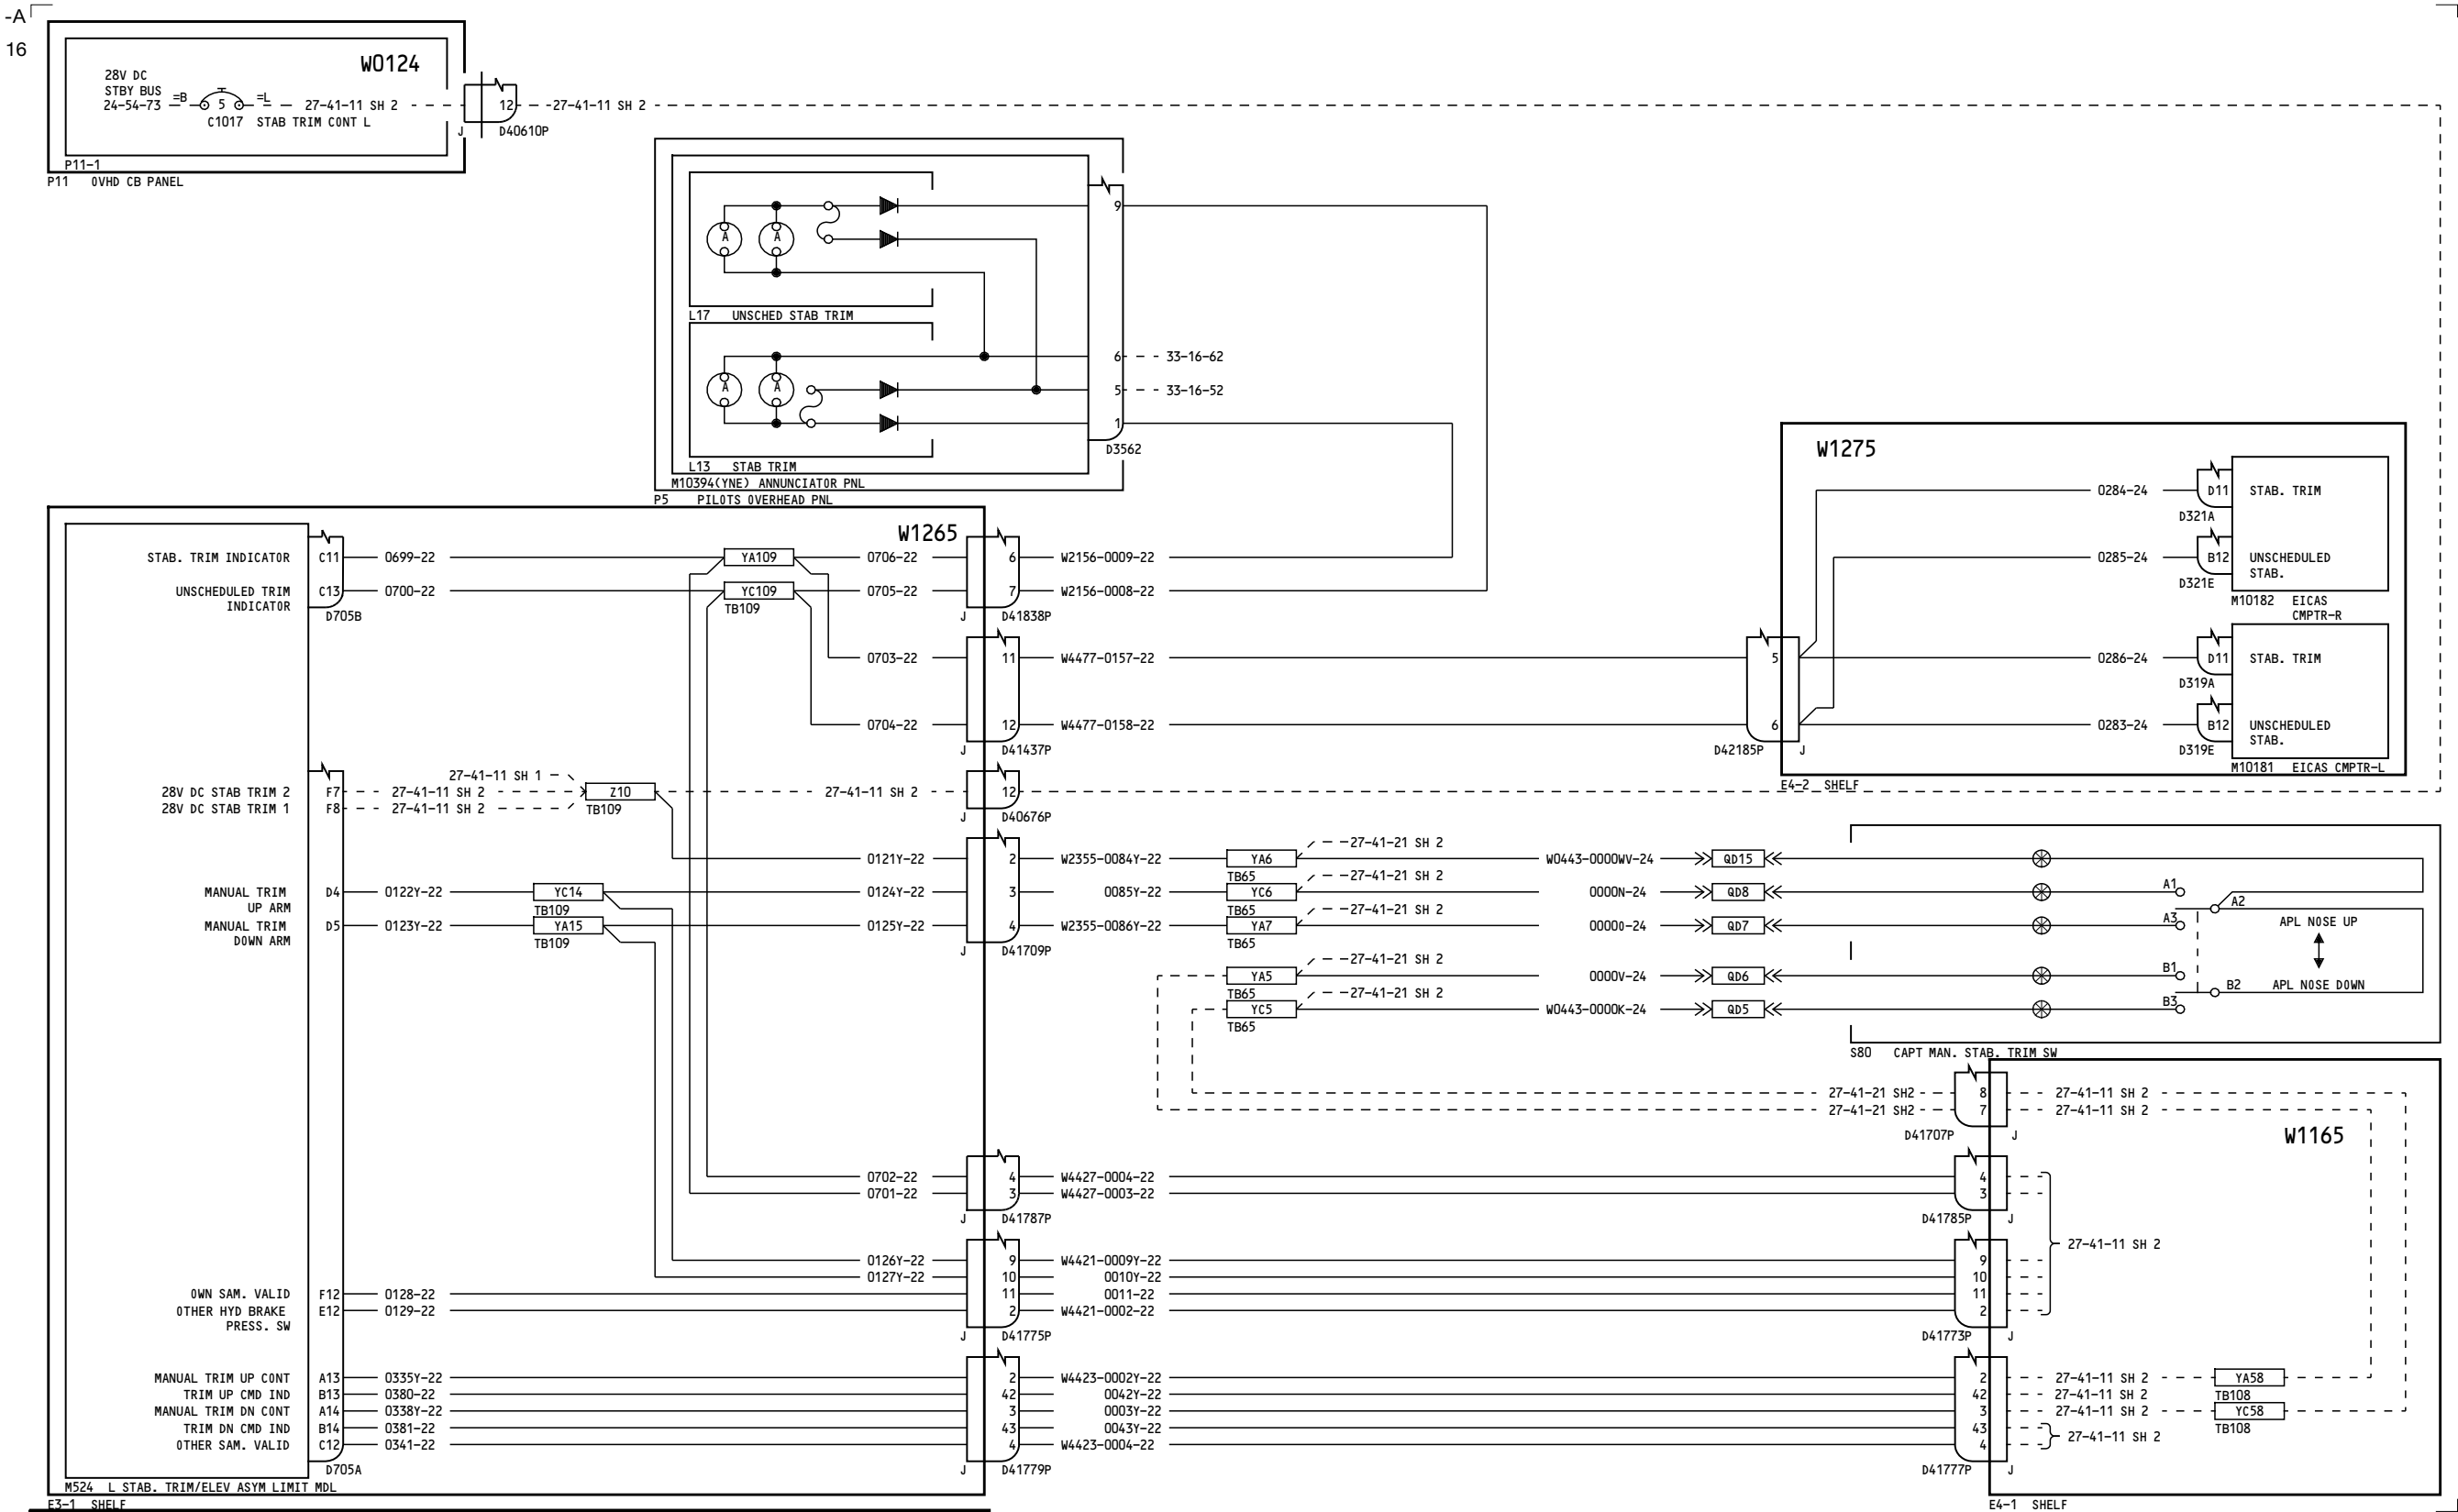 -A
16
W0124
28V DC
STBY BUS
24-54-73 =B 5 =L 27-41-11 SH 2
C1017 STAB TRIM CONT L
12 27-41-11 SH 2
J D40610P
P11-1
P11 OVHD CB PANEL
A A
9
L17 UNSCHED STAB TRIM
6 33-16-62
A A
5 33-16-52
1
D3562
L13 STAB TRIM
M10394(YNE) ANNUNCIATOR PNL
P5 PILOTS OVERHEAD PNL
W1275
0284-24 D11 STAB. TRIM
D321A
0285-24 B12 UNSCHEDULED
STAB.
D321E
M10182 EICAS
CMPTR-R
5 0286-24 D11 STAB. TRIM
D319A
6 0283-24 B12 UNSCHEDULED
STAB.
D42185P J
D319E
M10181 EICAS CMPTR-L
E4-2 SHELF
W1265
STAB. TRIM INDICATOR C11 0699-22 YA109 0706-22 6 W2156-0009-22
UNSCHEDULED TRIM C13 0700-22 YC109 0705-22 7 W2156-0008-22
INDICATOR
D705B
TB109
J D41838P
0703-22 11 W4477-0157-22
0704-22 12 W4477-0158-22
J D41437P
27-41-11 SH 1
28V DC STAB TRIM 2 F7 27-41-11 SH 2 Z10 27-41-11 SH 2 12
28V DC STAB TRIM 1 F8 27-41-11 SH 2
TB109
J D40676P
27-41-21 SH 2
0121Y-22 2 W2355-0084Y-22 YA6 W0443-0000WV-24 QD15
TB65
27-41-21 SH 2
MANUAL TRIM D4 0122Y-22 YC14 0124Y-22 3 0085Y-22 YC6 0000N-24 QD8 A1
UP ARM
TB109
TB65
A2
27-41-21 SH 2
MANUAL TRIM D5 0123Y-22 YA15 0125Y-22 4 W2355-0086Y-22 YA7 0000O-24 QD7 A3
DOWN ARM
TB109
J D41709P
TB65
APL NOSE UP
27-41-21 SH 2
YA5 0000V-24 QD6 B1
TB65
B2 APL NOSE DOWN
27-41-21 SH 2
YC5 W0443-0000K-24 QD5 B3
TB65
S80 CAPT MAN. STAB. TRIM SW
27-41-21 SH2 8 27-41-11 SH 2
27-41-21 SH2 7 27-41-11 SH 2
D41707P J
W1165
0702-22 4 W4427-0004-22 4
0701-22 3 W4427-0003-22 3
J D41787P D41785P J
27-41-11 SH 2
0126Y-22 9 W4421-0009Y-22 9
0127Y-22 10 0010Y-22 10
OWN SAM. VALID F12 0128-22 11 0011-22 11
OTHER HYD BRAKE E12 0129-22 2 W4421-0002-22 2
PRESS. SW
J D41775P D41773P J
MANUAL TRIM UP CONT A13 0335Y-22 2 W4423-0002Y-22 2 27-41-11 SH 2 YA58
TRIM UP CMD IND B13 0380-22 42 0042Y-22 42 27-41-11 SH 2
TB108
MANUAL TRIM DN CONT A14 0338Y-22 3 0003Y-22 3 27-41-11 SH 2 YC58
TRIM DN CMD IND B14 0381-22 43 0043Y-22 43
TB108
27-41-11 SH 2
OTHER SAM. VALID C12 0341-22 4 W4423-0004-22 4
D705A J D41779P D41777P J
M524 L STAB. TRIM/ELEV ASYM LIMIT MDL
E3-1 SHELF
E4-1 SHELF